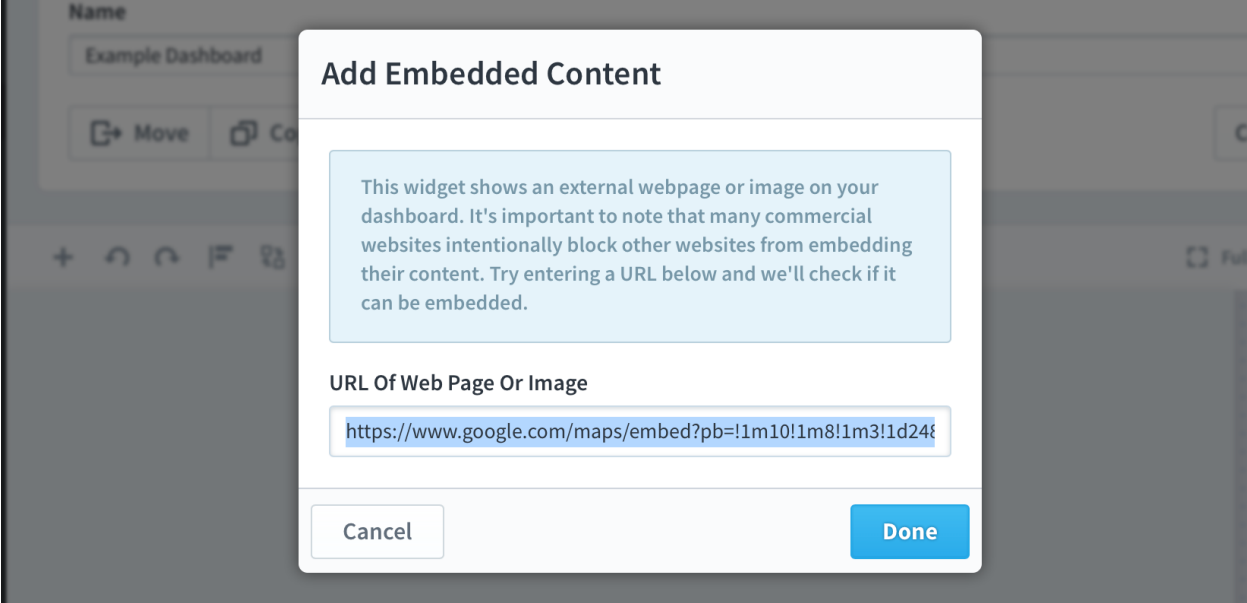 Name
Example Dashboard
Add Embedded Content
Move
This widget shows an external webpage or image on your
dashboard. It's important to note that many commercial
websites intentionally block other websites from embedding
their content. Try entering a URL below and we'll check if it
can be embedded.
URL Of Web Page Or Image
https://www.google.com/maps/embed?pb=!1m10!1m8!1m3!1d248
Cancel
Done